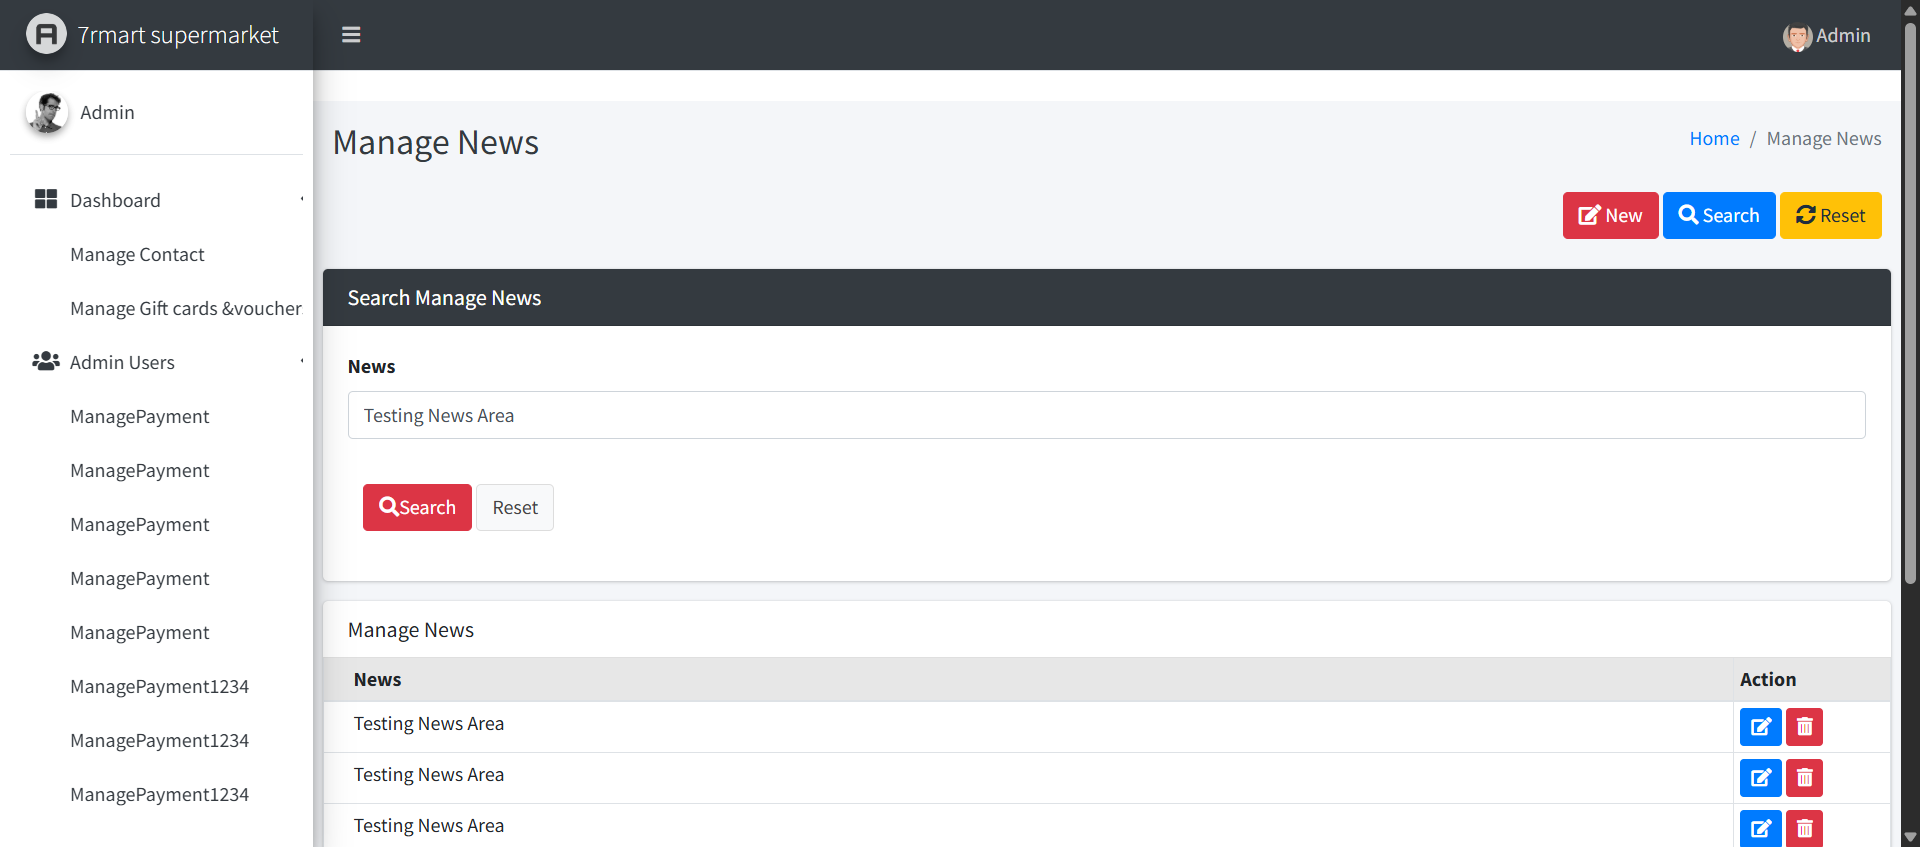 7rmart supermarket
Admin
Admin
Dashboard
Manage Contact
Manage Gift cards &voucher
Admin Users
ManagePayment
ManagePayment
ManagePayment
ManagePayment
ManagePayment
ManagePayment1234
ManagePayment1234
ManagePayment1234
Manage News
Home / Manage News
New Search Reset
Search Manage News
News
Testing News Area
Search Reset
Manage News
News Action
Testing News Area
Testing News Area
Testing News Area